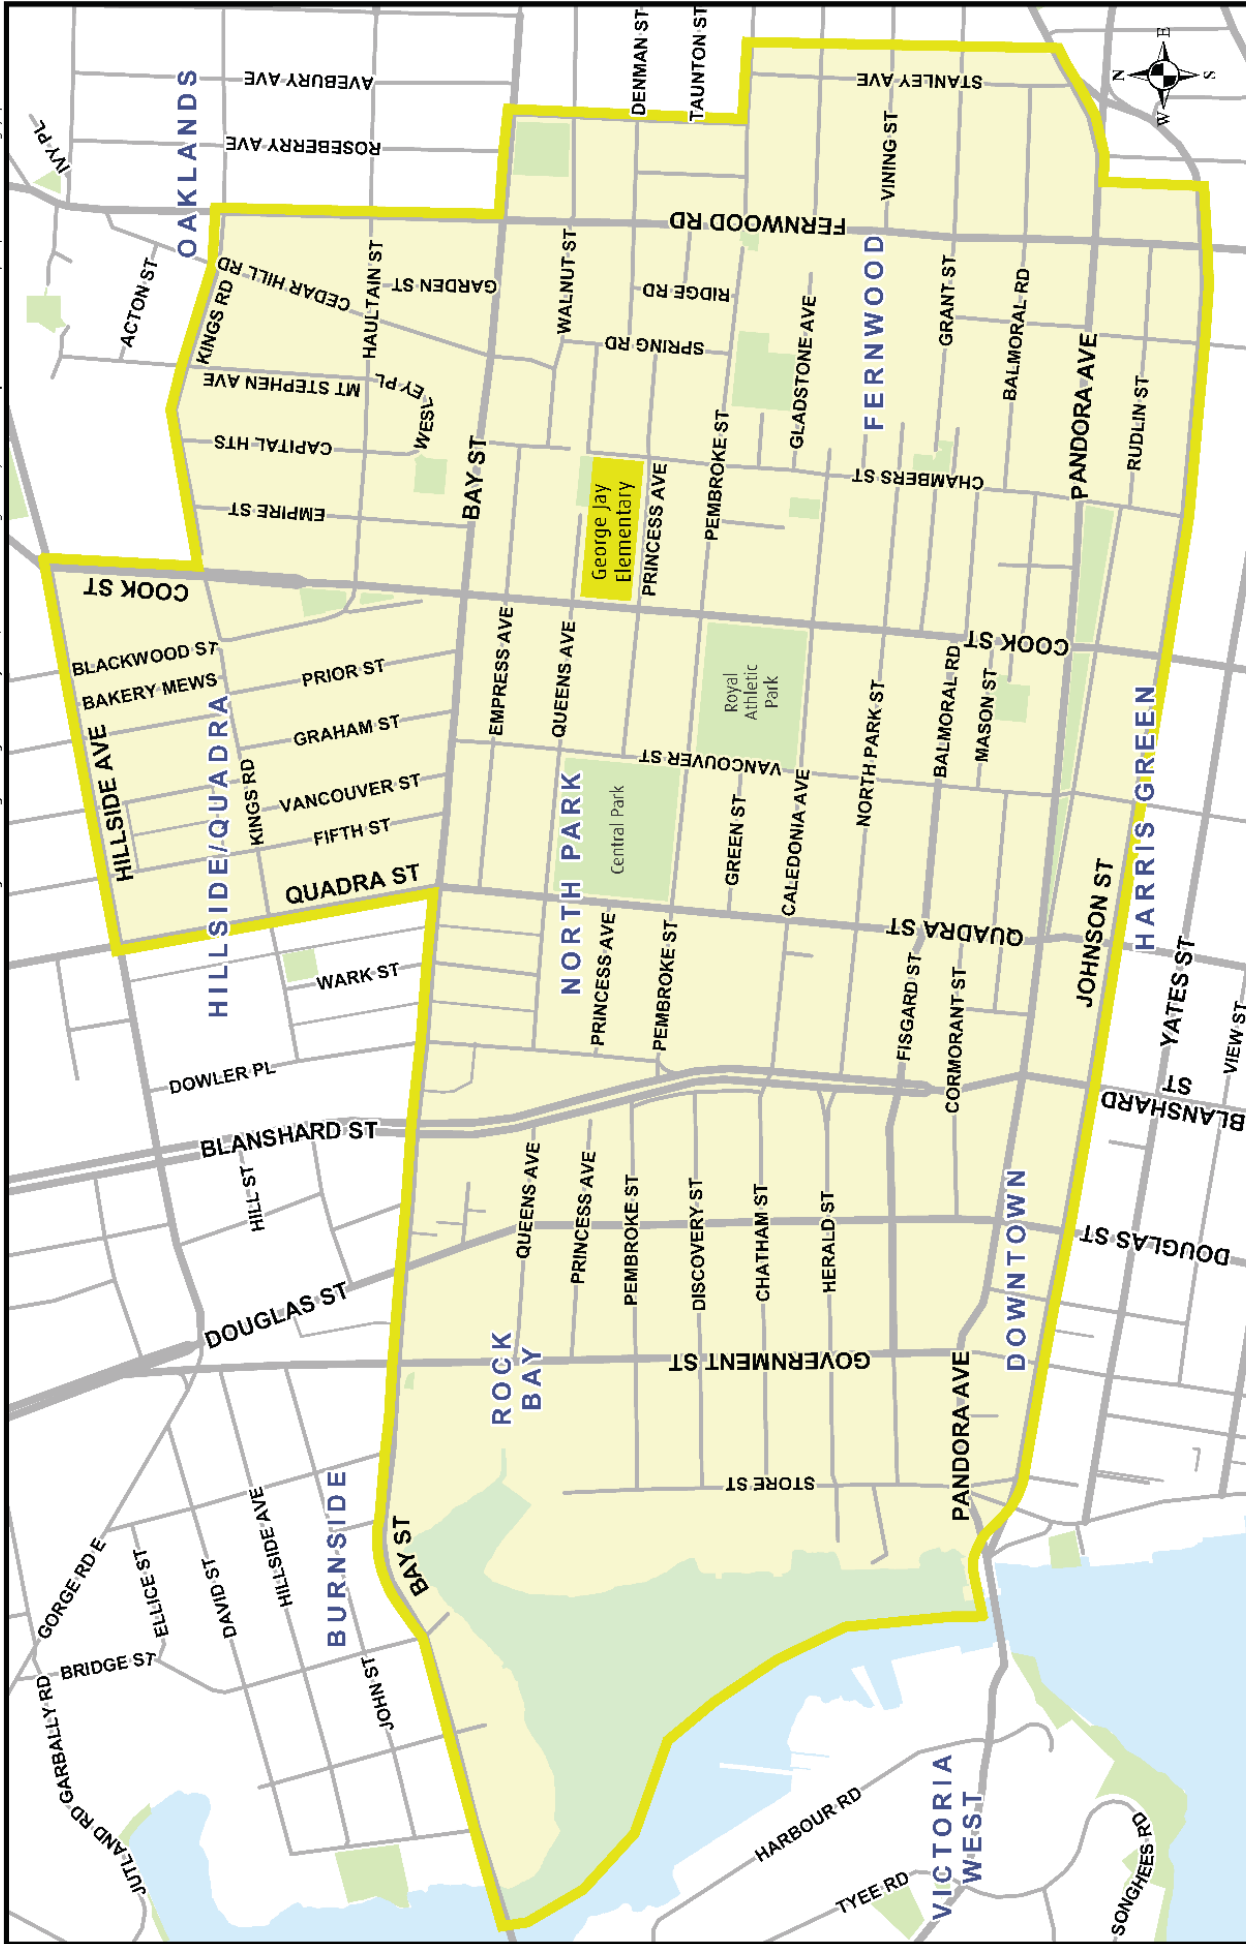 IVY PL
AVEBURY AVE
ROSEBERRY AVE
OAKLANDS
DENMAN ST
TAUNTON ST
STANLEY AVE
VINING ST
N
E
S
W
ACTON ST
KINGS RD
CEDAR HILL RD
HAULTAIN ST
GARDEN ST
WALNUT ST
FERNWOOD RD
RIDGE RD
SPRING RD
GLADSTONE AVE
FERNWOOD
GRANT ST
BALMORAL RD
PANDORA AVE
RUDLIN ST
MT STEPHEN AVE
WESLEY PL
CAPITAL HTS
EMPIRE ST
BAY ST
George Jay
Elementary
PRINCESS AVE
PEMBROKE ST
CHAMBERS ST
COOK ST
BLACKWOOD ST
BAKERY MEWS
PRIOR ST
GRAHAM ST
VANCOUVER ST
FIFTH ST
HILLSIDE AVE
HILLSIDE/QUADRA
KINGS RD
QUADRA ST
EMPRESS AVE
QUEENS AVE
NORTH PARK
Royal
Athletic
Park
VANCOUVER ST
Central Park
GREEN ST
CALEDONIA AVE
NORTH PARK ST
BALMORAL RD
MASON ST
COOK ST
HARRIS GREEN
JOHNSON ST
QUADRA ST
WARK ST
DOWLER PL
PRINCESS AVE
PEMBROKE ST
FISGARD ST
CORMORANT ST
YATES ST
VIEW ST
BLANSHARD
ST
BLANSHARD ST
HILL ST
DOUGLAS ST
QUEENS AVE
PRINCESS AVE
PEMBROKE ST
DISCOVERY ST
CHATHAM ST
HERALD ST
DOWNTOWN
DOUGLAS ST
ROCK
BAY
GOVERNMENT ST
PANDORA AVE
STORE ST
BURNSIDE
BAY ST
GORGE RD E
ELLICE ST
DAVID ST
HILLSIDE AVE
BRIDGE ST
JOHN ST
GARBALLY RD
JUTLAND RD
HARBOUR RD
TYEE RD
VICTORIA
WEST
SONGHEES RD